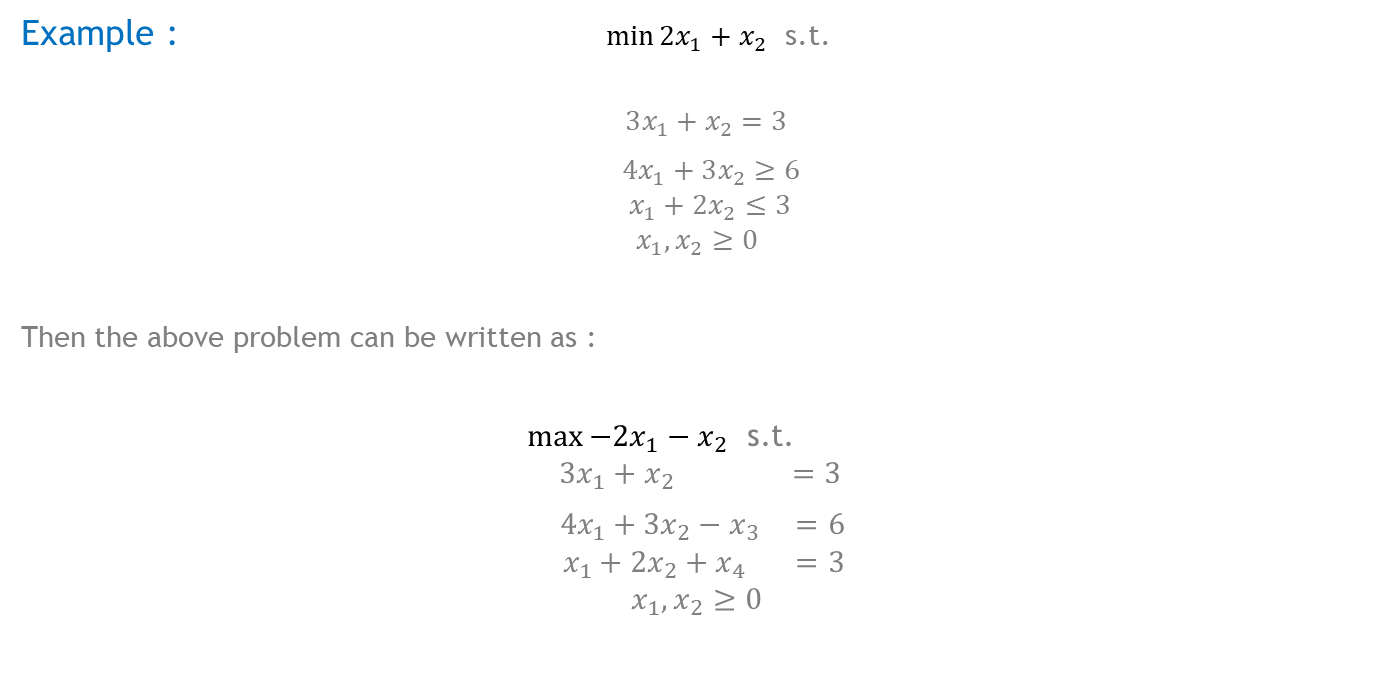 Example :
min 2x₁ + x₂ s.t.
3x₁ + x₂ = 3
4x₁ + 3x₂ ≥ 6
x₁ + 2x₂ ≤ 3
x₁, x₂ ≥ 0
Then the above problem can be written as :
max −2x₁ − x₂ s.t.
3x₁ + x₂ = 3
4x₁ + 3x₂ − x₃ = 6
x₁ + 2x₂ + x₄ = 3
x₁, x₂ ≥ 0